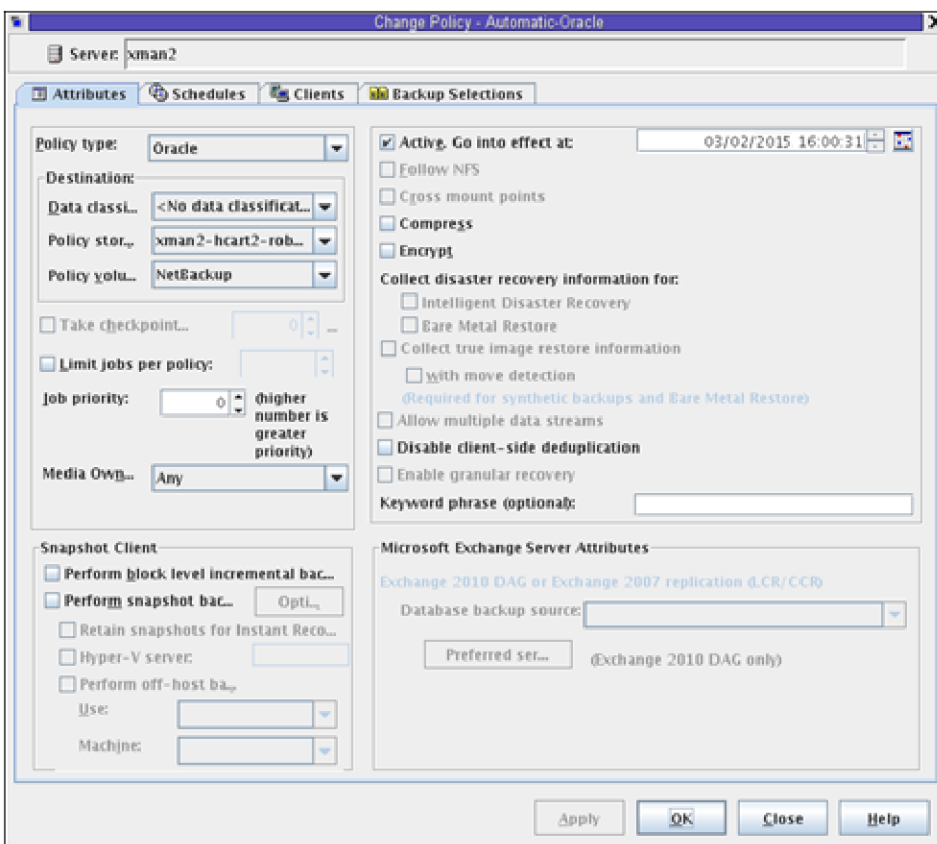 Change Policy - Automatic-Oracle
Server: xman2
Attributes Schedules Clients Backup Selections
Policy type: Oracle
Destination:
Data classi... <No data classificat...
Policy stor... xman2-hcart2-rob...
Policy volu... NetBackup
Take checkpoint... 0 ...
Limit jobs per policy:
Job priority: 0 (higher
number is
greater
priority)
Media Own... Any
Active. Go into effect at: 03/02/2015 16:00:31
Follow NFS
Cross mount points
Compress
Encrypt
Collect disaster recovery information for:
Intelligent Disaster Recovery
Bare Metal Restore
Collect true image restore information
with move detection
(Required for synthetic backups and Bare Metal Restore)
Allow multiple data streams
Disable client-side deduplication
Enable granular recovery
Keyword phrase (optional):
Snapshot Client
Perform block level incremental bac...
Perform snapshot bac... Opti...
Retain snapshots for Instant Reco...
Hyper-V server:
Perform off-host ba...
Use:
Machine:
Microsoft Exchange Server Attributes
Exchange 2010 DAG or Exchange 2007 replication (LCR/CCR)
Database backup source:
Preferred ser... (Exchange 2010 DAG only)
Apply OK Close Help